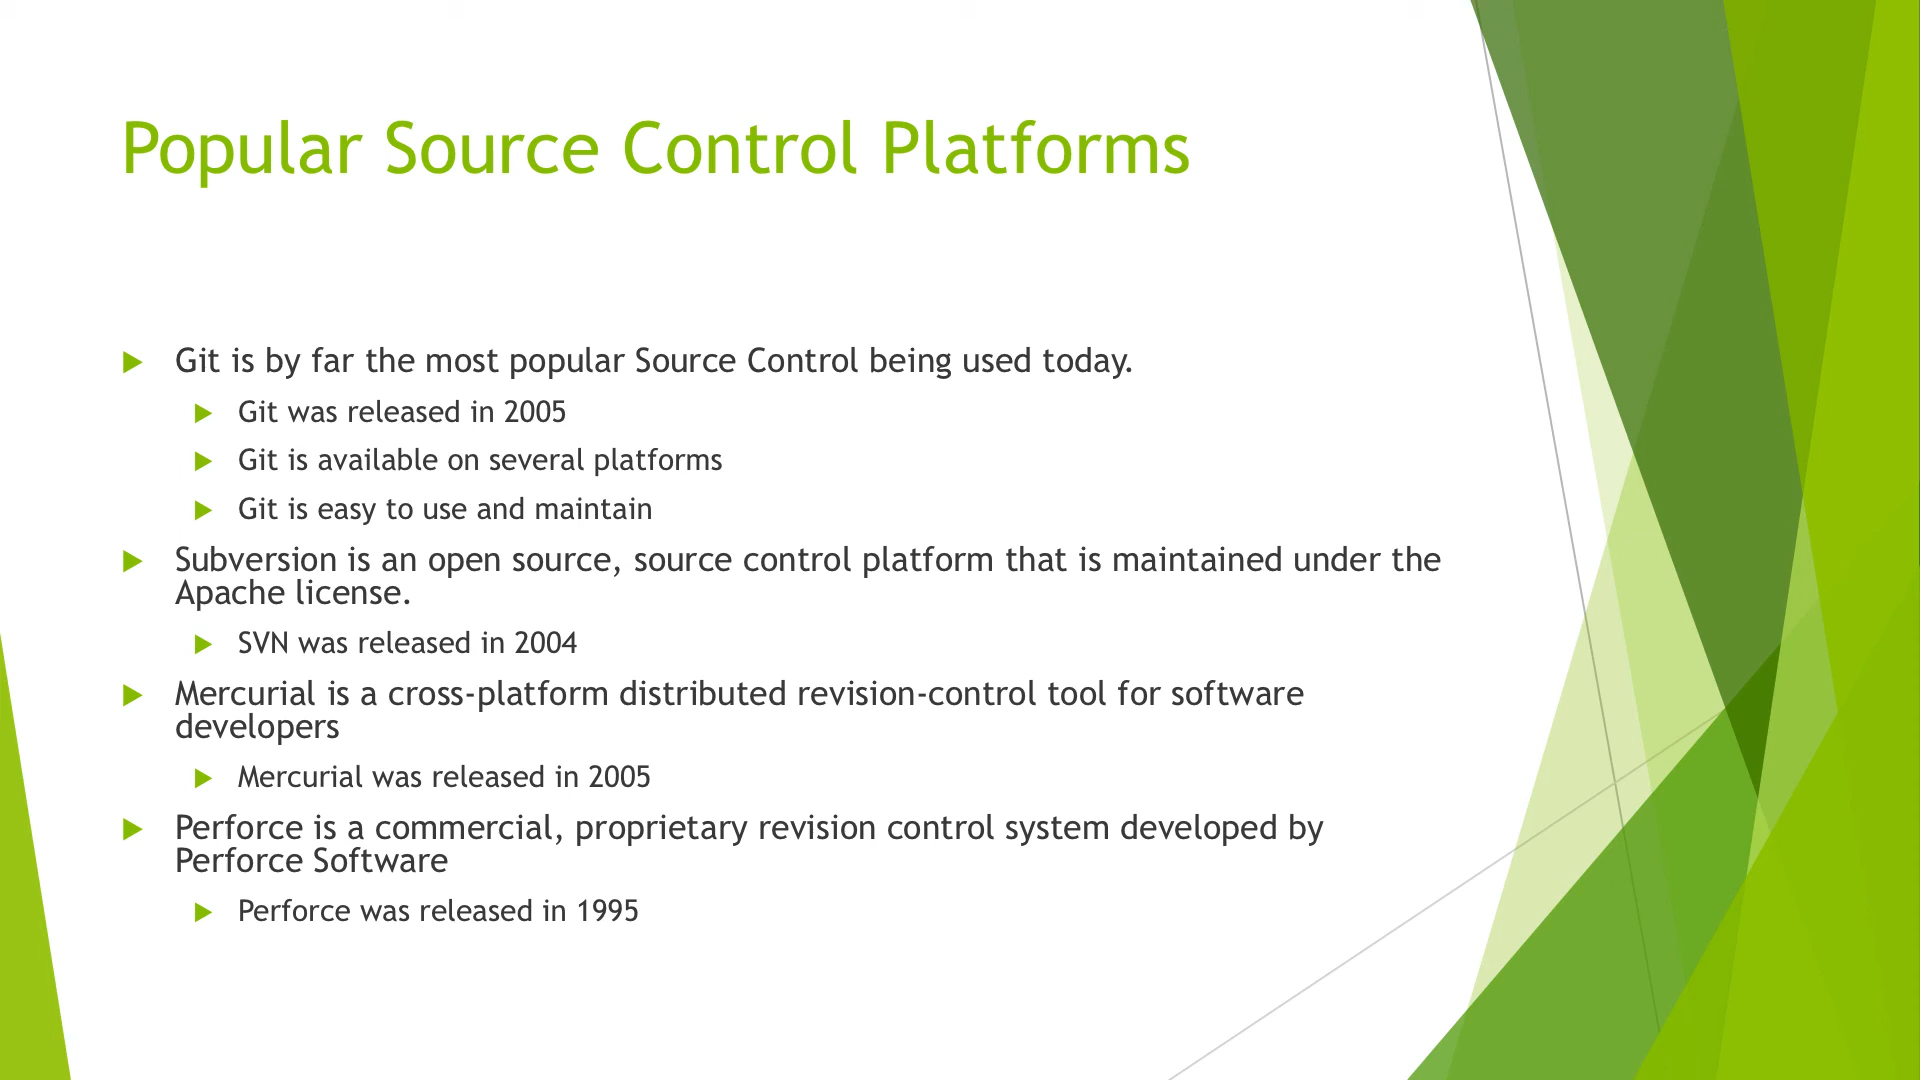 Popular Source Control Platforms
Git is by far the most popular Source Control being used today.
Git was released in 2005
Git is available on several platforms
Git is easy to use and maintain
Subversion is an open source, source control platform that is maintained under the
Apache license.
SVN was released in 2004
Mercurial is a cross-platform distributed revision-control tool for software
developers
Mercurial was released in 2005
Perforce is a commercial, proprietary revision control system developed by
Perforce Software
Perforce was released in 1995